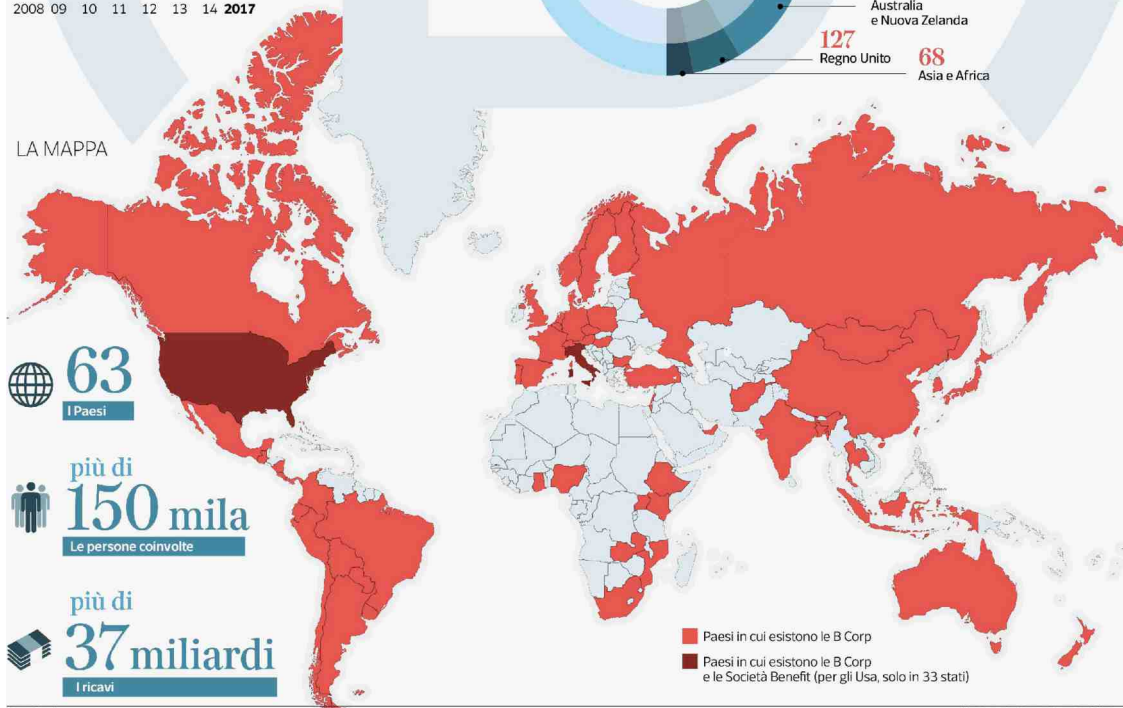 2008 09 10 11 12 13 14 2017
Australia
e Nuova Zelanda
127
Regno Unito
68
Asia e Africa
LA MAPPA
63
I Paesi
più di
150 mila
Le persone coinvolte
più di
37 miliardi
I ricavi
Paesi in cui esistono le B Corp
Paesi in cui esistono le B Corp
e le Società Benefit (per gli Usa, solo in 33 stati)